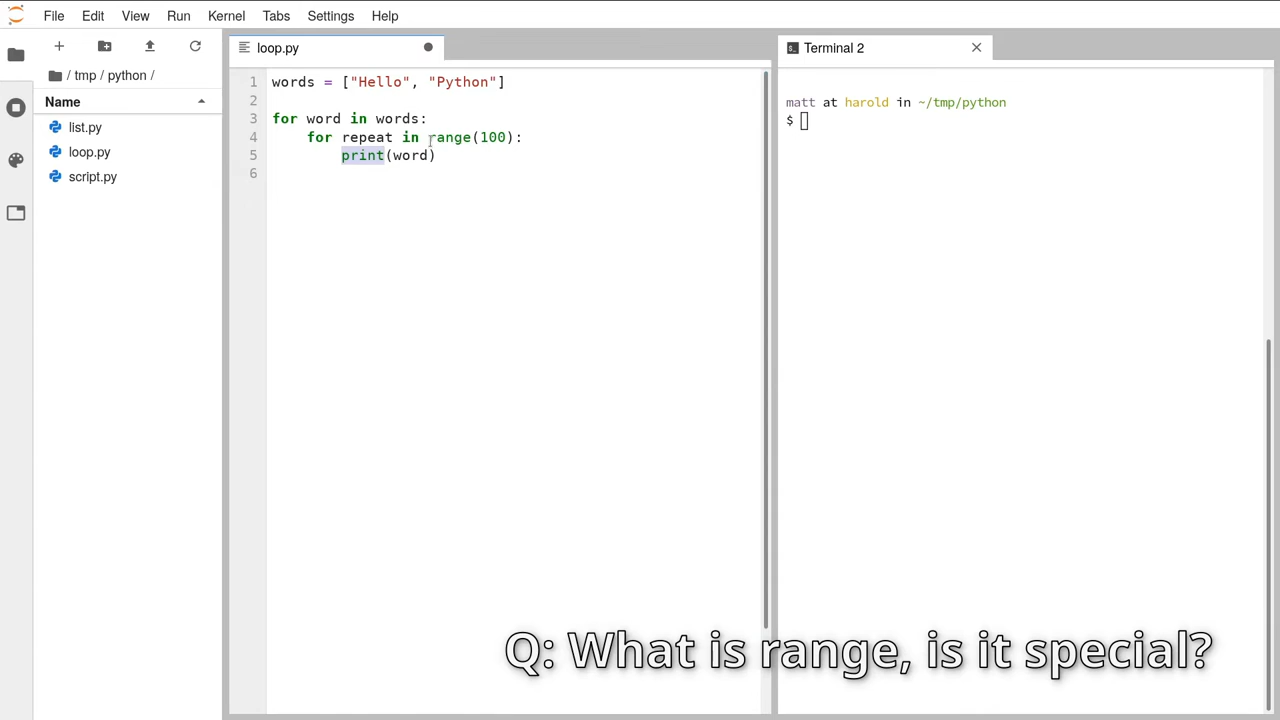 File Edit View Run Kernel Tabs Settings Help
/ tmp / python /
Name
list.py
loop.py
script.py
loop.py
1 words = ["Hello", "Python"]
2
3 for word in words:
4     for repeat in range(100):
5         print(word)
6
Terminal 2
matt at harold in ~/tmp/python
$
Q: What is range, is it special?